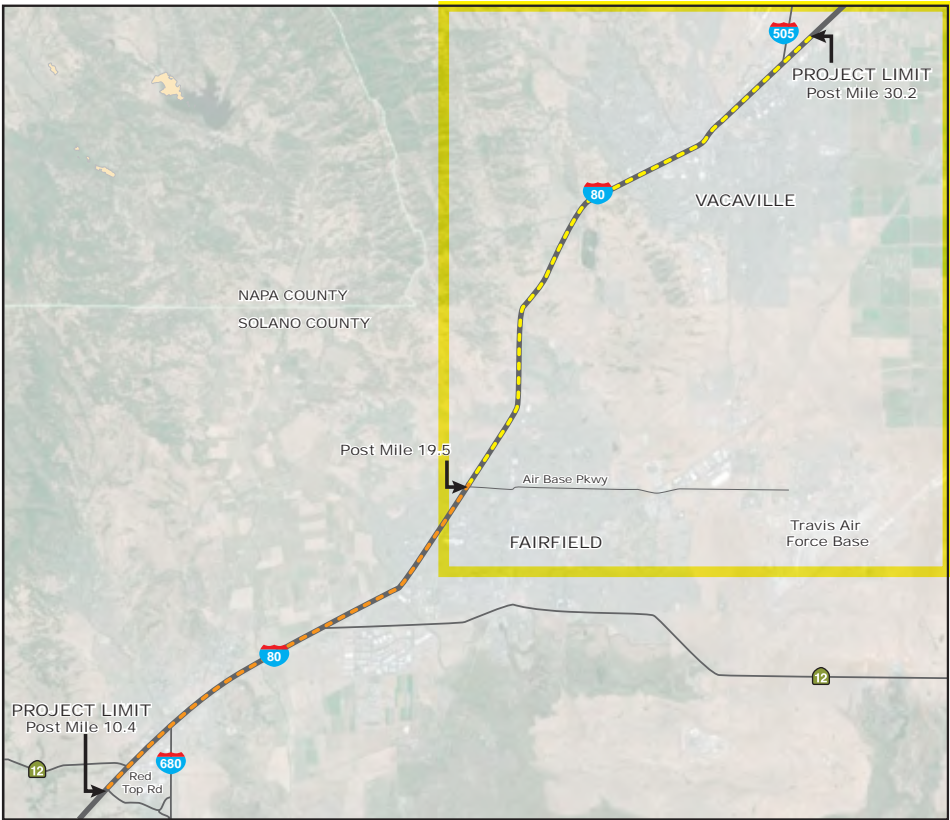 505
PROJECT LIMIT
Post Mile 30.2
80
VACAVILLE
NAPA COUNTY
SOLANO COUNTY
Post Mile 19.5
Air Base Pkwy
Travis Air
Force Base
FAIRFIELD
80
12
PROJECT LIMIT
Post Mile 10.4
680
12
Red
Top Rd